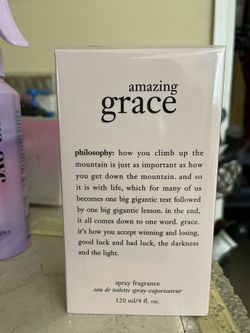 amazing
grace
philosophy: how you climb up the
mountain is just as important as how
you get down the mountain. and so
it is with life, which for many of us
becomes one big gigantic test followed
by one big gigantic lesson. in the end,
it all comes down to one word. grace.
it's how you accept winning and losing,
good luck and bad luck, the darkness
and the light.
spray fragrance
eau de toilette spray-vaporisateur
120 ml/4 fl. oz.